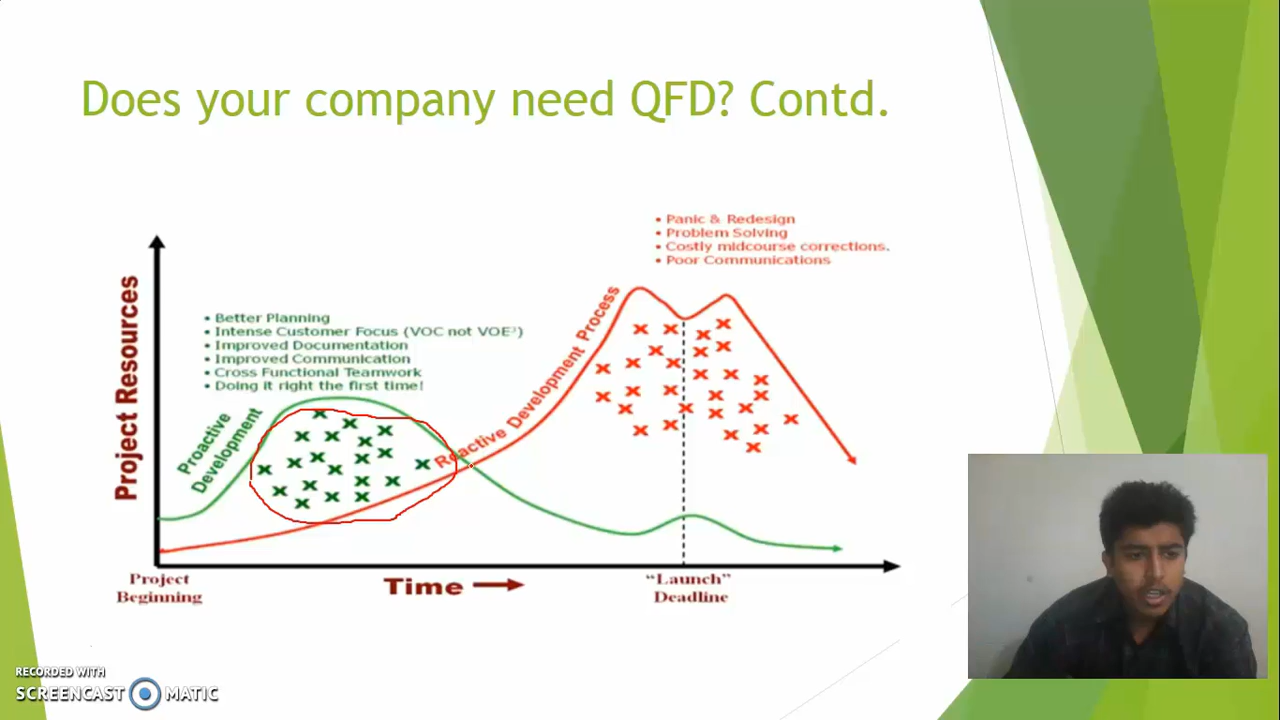 Does your company need QFD? Contd.
• Panic & Redesign
• Problem Solving
• Costly midcourse corrections.
• Poor Communications
Project Resources
• Better Planning
• Intense Customer Focus (VOC not VOE³)
• Improved Documentation
• Improved Communication
• Cross Functional Teamwork
• Doing it right the first time!
Proactive
Development
Reactive Development Process
Project
Beginning
Time
"Launch"
Deadline
RECORDED WITH
SCREENCAST MATIC